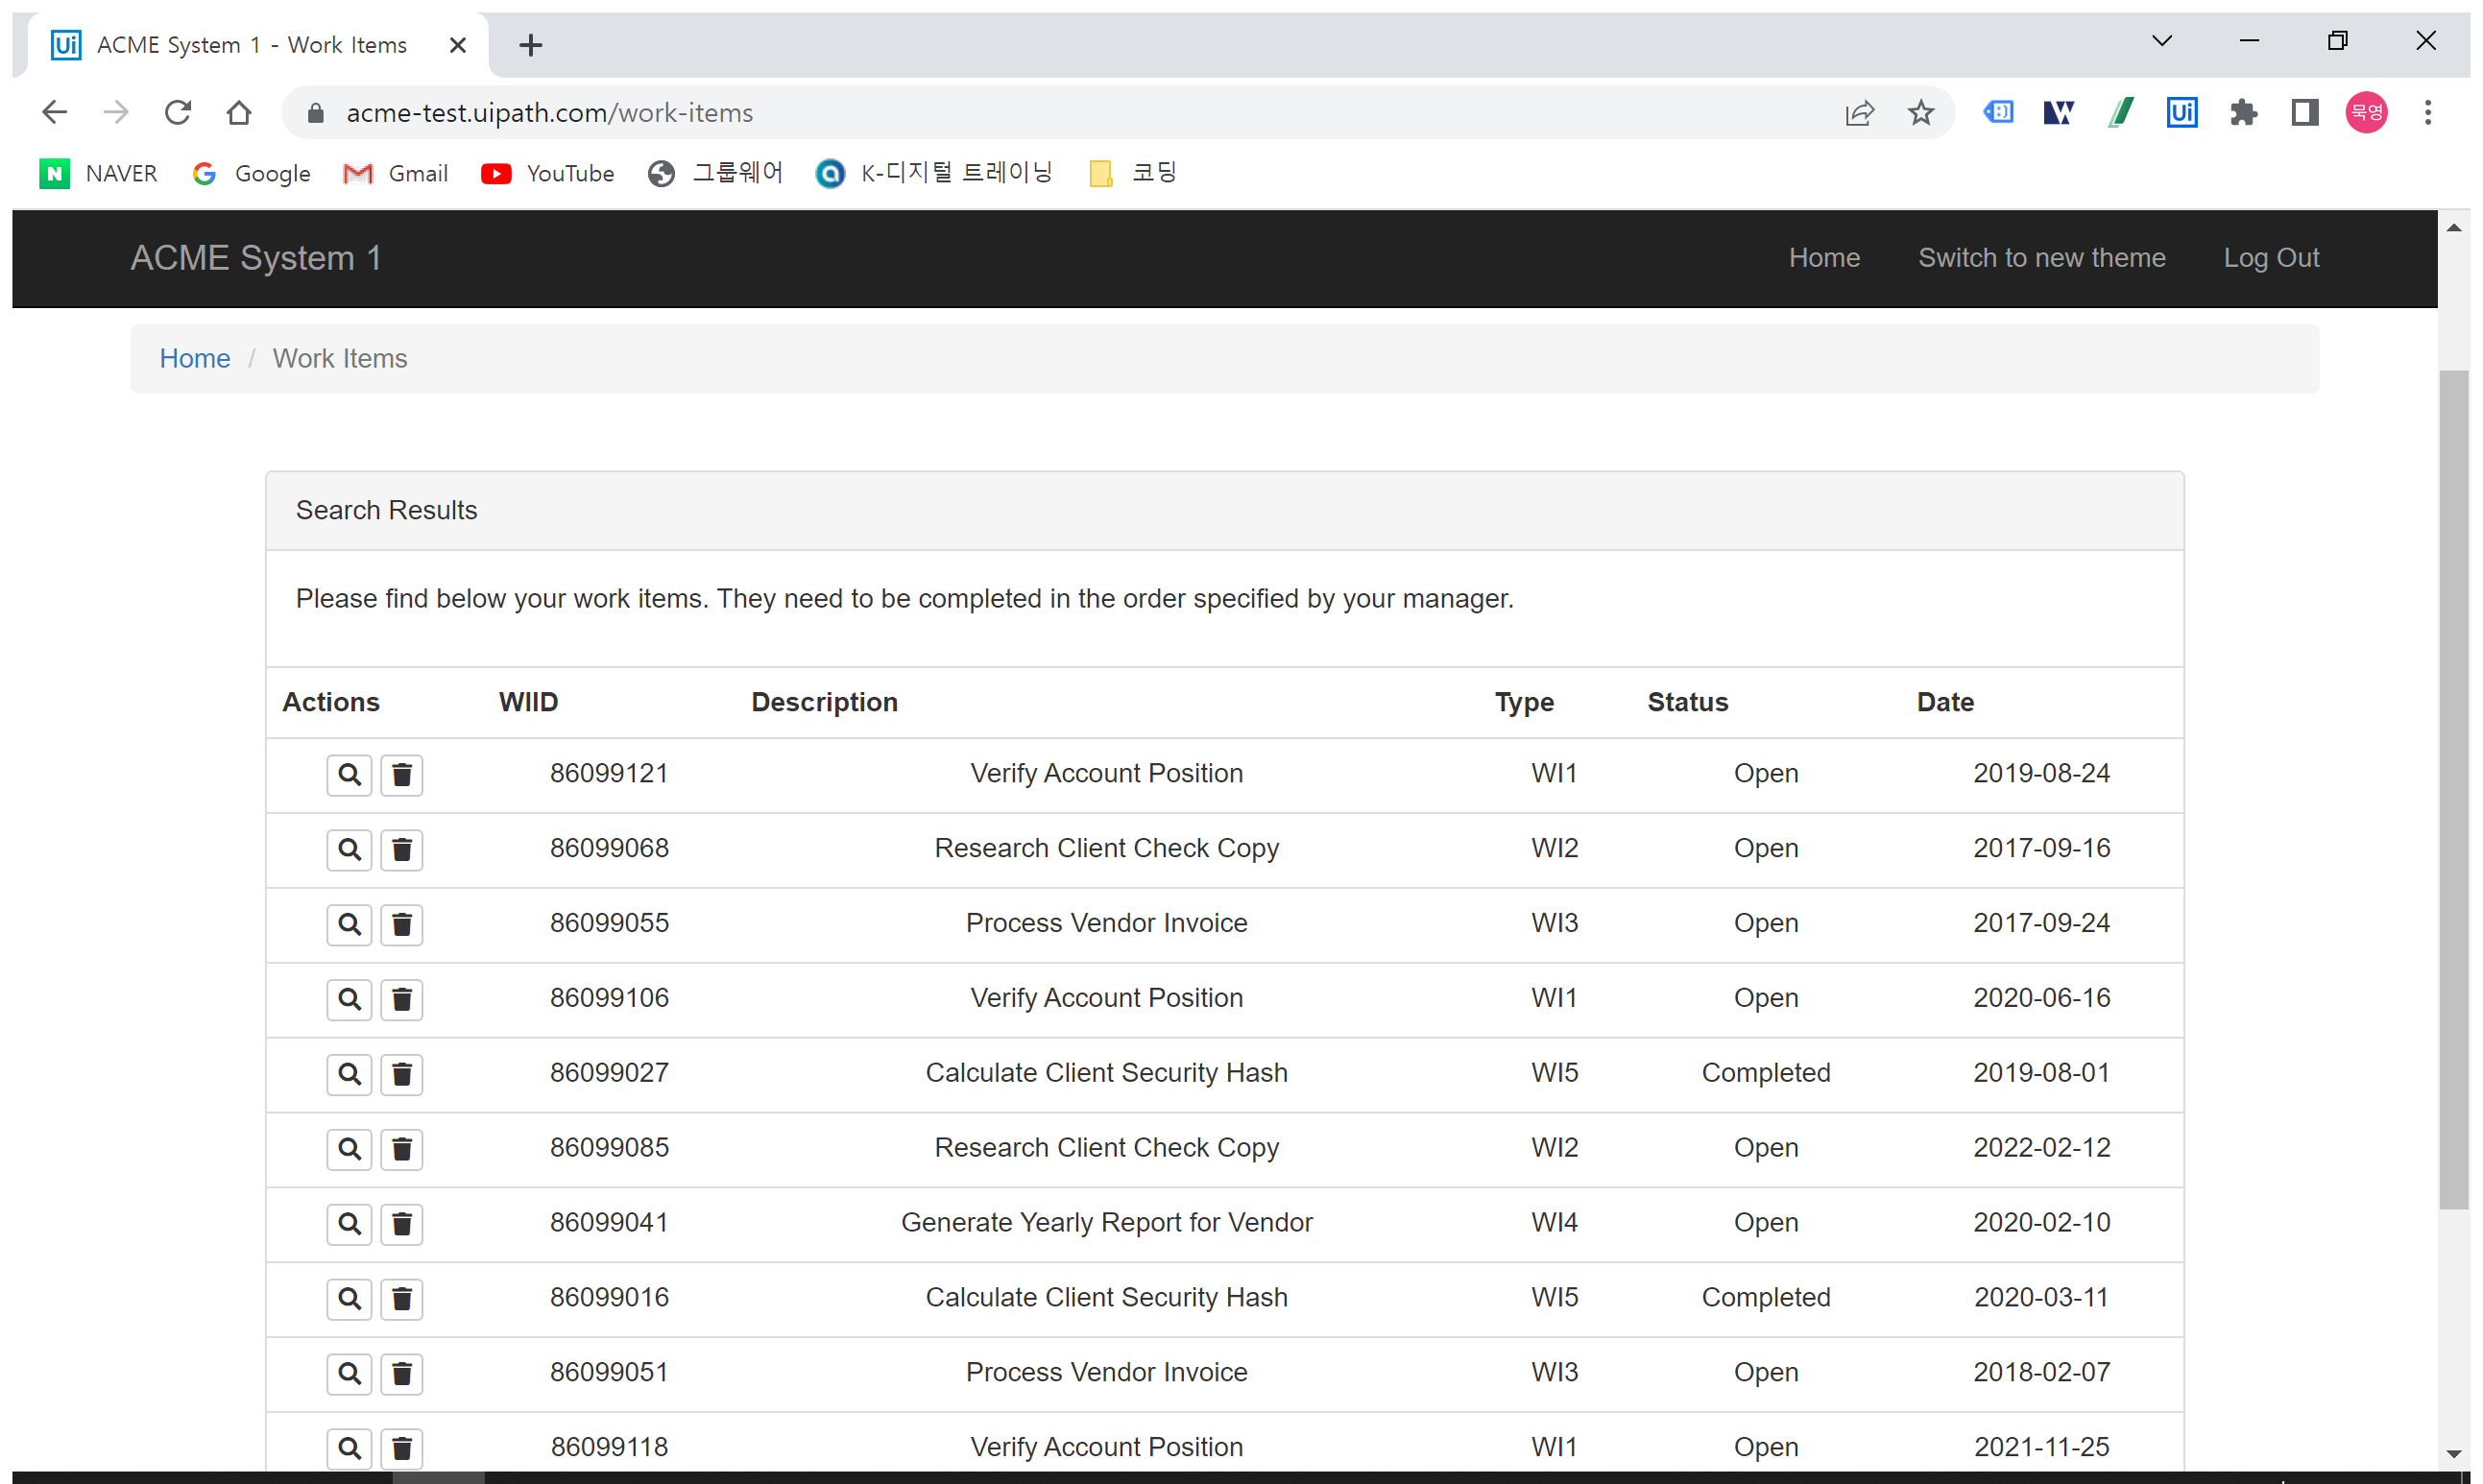 Ui ACME System 1 - Work Items
acme-test.uipath.com/work-items
Ui 묵영
N NAVER Google Gmail YouTube 그룹웨어 K-디지털 트레이닝 코딩
ACME System 1 Home Switch to new theme Log Out
Home / Work Items
Search Results
Please find below your work items. They need to be completed in the order specified by your manager.
Actions WIID Description Type Status Date
86099121 Verify Account Position WI1 Open 2019-08-24
86099068 Research Client Check Copy WI2 Open 2017-09-16
86099055 Process Vendor Invoice WI3 Open 2017-09-24
86099106 Verify Account Position WI1 Open 2020-06-16
86099027 Calculate Client Security Hash WI5 Completed 2019-08-01
86099085 Research Client Check Copy WI2 Open 2022-02-12
86099041 Generate Yearly Report for Vendor WI4 Open 2020-02-10
86099016 Calculate Client Security Hash WI5 Completed 2020-03-11
86099051 Process Vendor Invoice WI3 Open 2018-02-07
86099118 Verify Account Position WI1 Open 2021-11-25